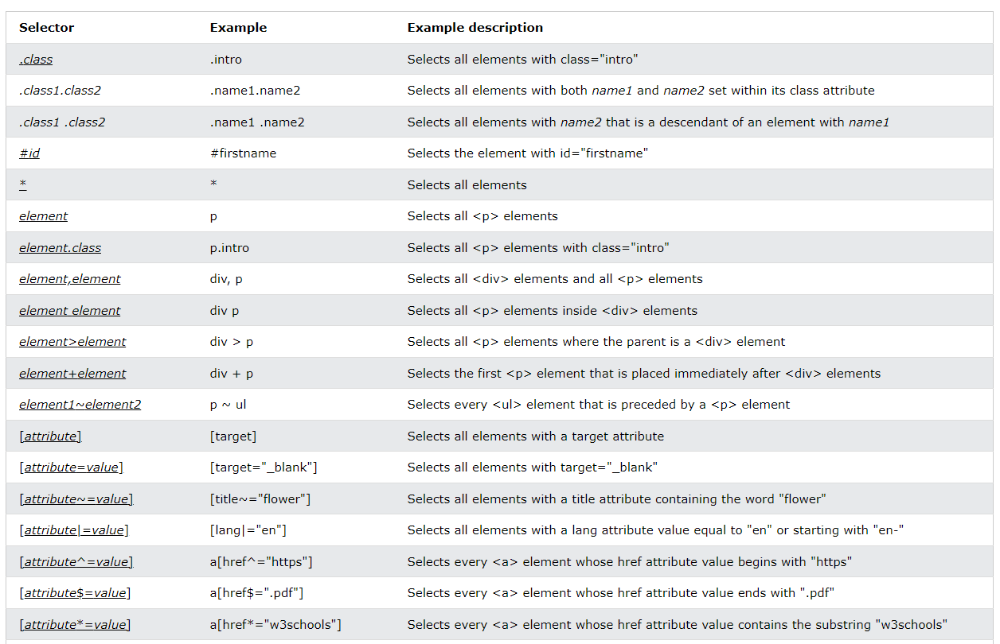 Selector Example Example description
.class .intro Selects all elements with class="intro"
.class1.class2 .name1.name2 Selects all elements with both name1 and name2 set within its class attribute
.class1 .class2 .name1 .name2 Selects all elements with name2 that is a descendant of an element with name1
#id #firstname Selects the element with id="firstname"
* * Selects all elements
element p Selects all <p> elements
element.class p.intro Selects all <p> elements with class="intro"
element,element div, p Selects all <div> elements and all <p> elements
element element div p Selects all <p> elements inside <div> elements
element>element div > p Selects all <p> elements where the parent is a <div> element
element+element div + p Selects the first <p> element that is placed immediately after <div> elements
element1~element2 p ~ ul Selects every <ul> element that is preceded by a <p> element
[attribute] [target] Selects all elements with a target attribute
[attribute=value] [target="_blank"] Selects all elements with target="_blank"
[attribute~=value] [title~="flower"] Selects all elements with a title attribute containing the word "flower"
[attribute|=value] [lang|="en"] Selects all elements with a lang attribute value equal to "en" or starting with "en-"
[attribute^=value] a[href^="https"] Selects every <a> element whose href attribute value begins with "https"
[attribute$=value] a[href$=".pdf"] Selects every <a> element whose href attribute value ends with ".pdf"
[attribute*=value] a[href*="w3schools"] Selects every <a> element whose href attribute value contains the substring "w3schools"